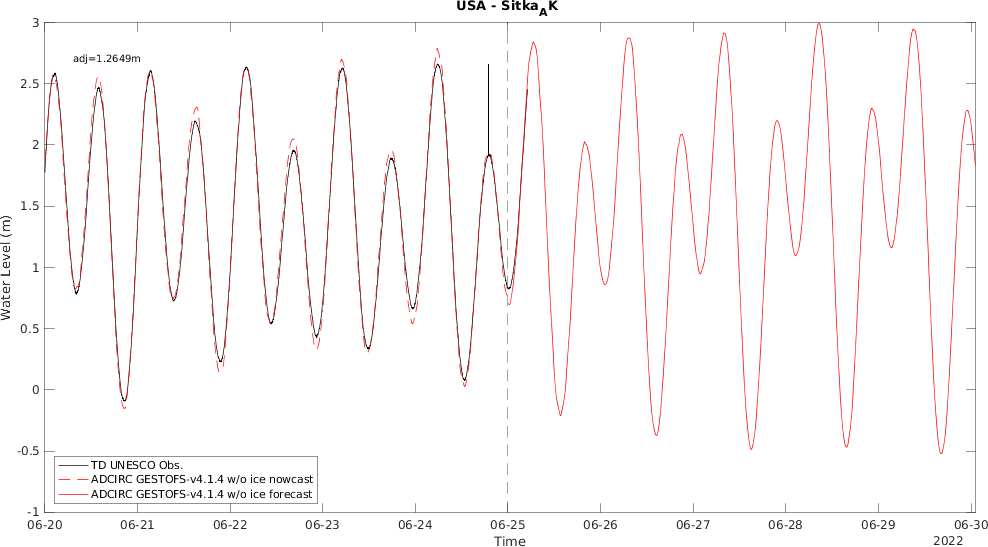 USA - Sitka_AK
adj=1.2649m
3
2.5
2
1.5
1
0.5
0
-0.5
-1
Water Level (m)
TD UNESCO Obs.
ADCIRC GESTOFS-v4.1.4 w/o ice nowcast
ADCIRC GESTOFS-v4.1.4 w/o ice forecast
06-20 06-21 06-22 06-23 06-24 06-25 06-26 06-27 06-28 06-29 06-30
Time
2022